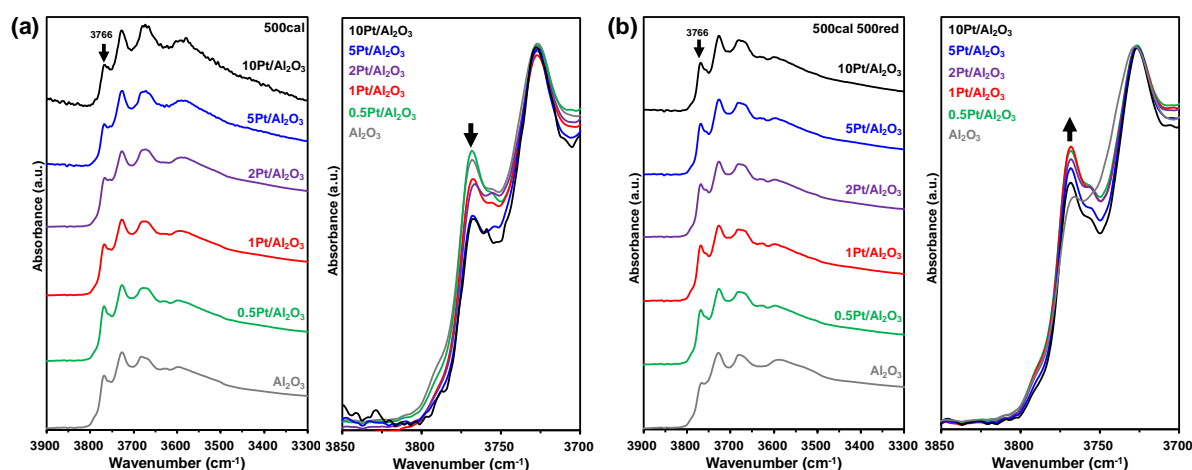 (a)
3766
500cal
10Pt/Al₂O₃
5Pt/Al₂O₃
2Pt/Al₂O₃
1Pt/Al₂O₃
0.5Pt/Al₂O₃
Al₂O₃
Absorbance (a.u.)
3900 3800 3700 3600 3500 3400 3300
Wavenumber (cm⁻¹)
10Pt/Al₂O₃
5Pt/Al₂O₃
2Pt/Al₂O₃
1Pt/Al₂O₃
0.5Pt/Al₂O₃
Al₂O₃
Absorbance (a.u.)
3850 3800 3750 3700
Wavenumber (cm⁻¹)
(b)
3766
500cal 500red
10Pt/Al₂O₃
5Pt/Al₂O₃
2Pt/Al₂O₃
1Pt/Al₂O₃
0.5Pt/Al₂O₃
Al₂O₃
Absorbance (a.u.)
3900 3800 3700 3600 3500 3400 3300
Wavenumber (cm⁻¹)
10Pt/Al₂O₃
5Pt/Al₂O₃
2Pt/Al₂O₃
1Pt/Al₂O₃
0.5Pt/Al₂O₃
Al₂O₃
Absorbance (a.u.)
3850 3800 3750 3700
Wavenumber (cm⁻¹)